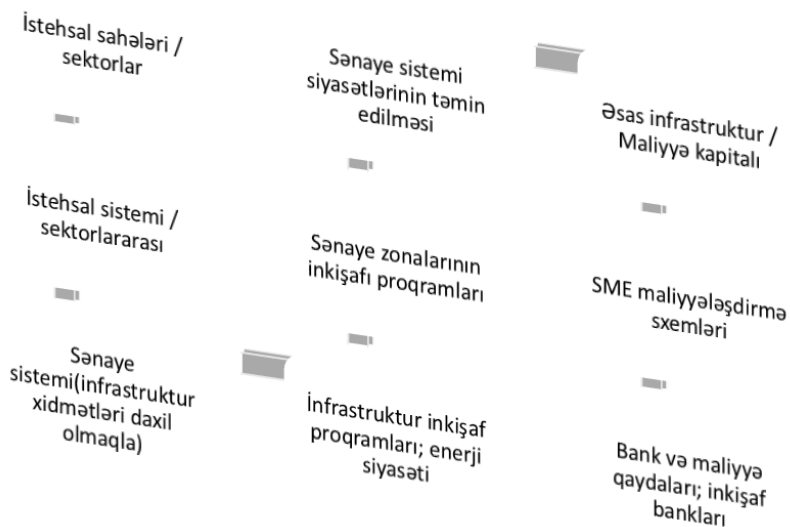 İstehsal sahələri /
sektorlar
İstehsal sistemi /
sektorlararası
Sənaye
sistemi(infrastruktur
xidmətləri daxil
olmaqla)
İnfrastruktur inkişaf
proqramları; enerji
siyasəti
Sənaye zonalarının
inkişafı proqramları
Sənaye sistemi
siyasətlərinin təmin
edilməsi
Əsas infrastruktur /
Maliyyə kapitalı
SME maliyyələşdirmə
sxemləri
Bank və maliyyə
qaydaları; inkişaf
bankları